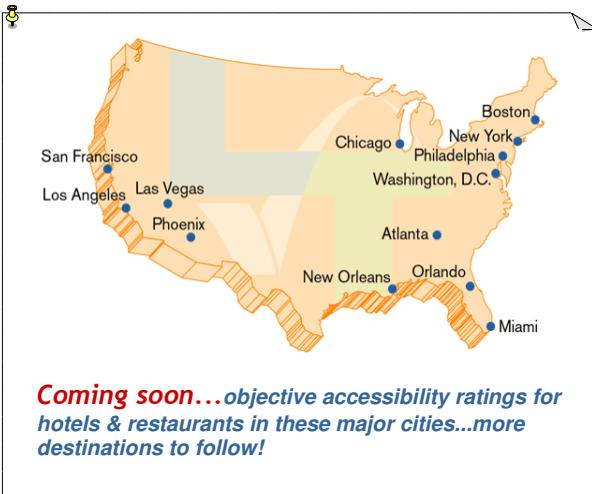 Boston
New York
Chicago
Philadelphia
San Francisco
Washington, D.C.
Las Vegas
Los Angeles
Phoenix
Atlanta
Orlando
New Orleans
Miami
Coming soon...objective accessibility ratings for
hotels & restaurants in these major cities...more
destinations to follow!